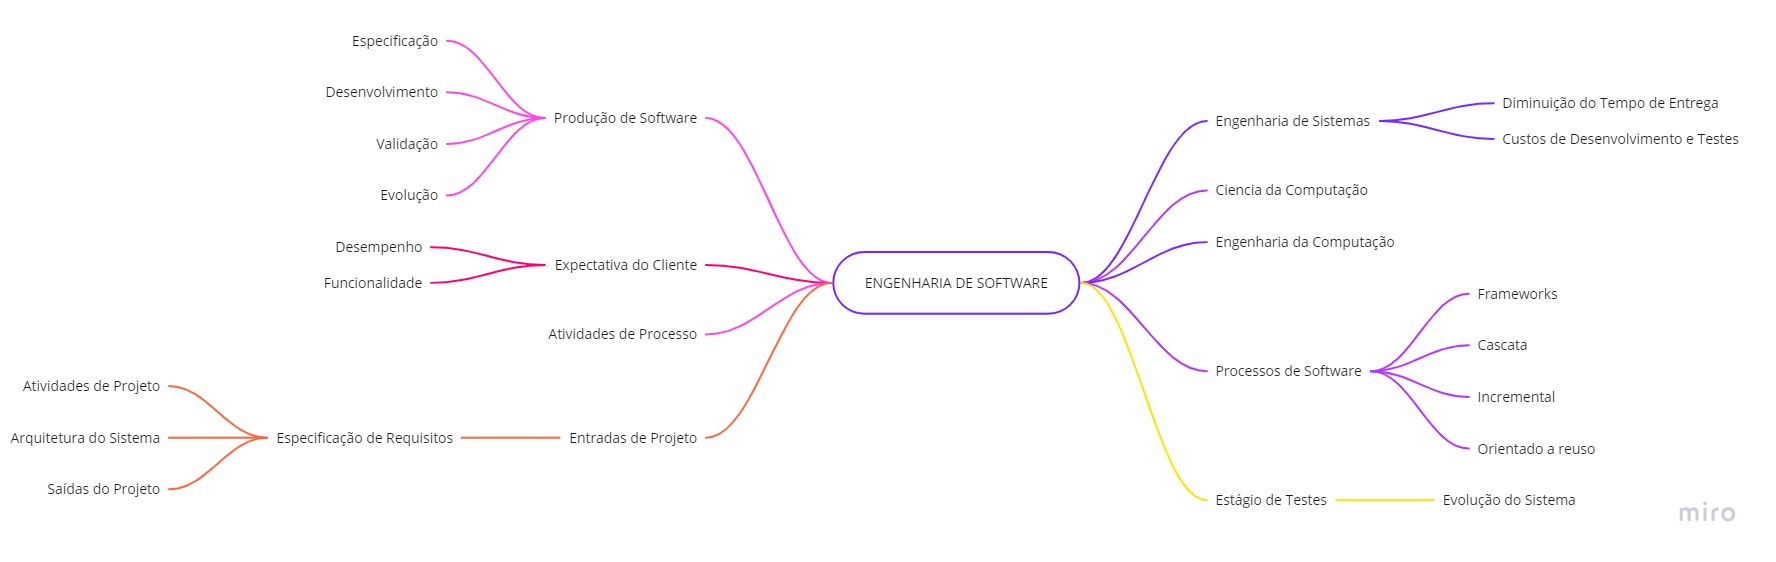 Especificação
Desenvolvimento
Produção de Software
Validação
Evolução
Desempenho
Expectativa do Cliente
Funcionalidade
Atividades de Processo
Atividades de Projeto
Arquitetura do Sistema
Especificação de Requisitos
Entradas de Projeto
Saídas do Projeto
ENGENHARIA DE SOFTWARE
Engenharia de Sistemas
Diminuição do Tempo de Entrega
Custos de Desenvolvimento e Testes
Ciencia da Computação
Engenharia da Computação
Processos de Software
Frameworks
Cascata
Incremental
Orientado a reuso
Estágio de Testes
Evolução do Sistema
miro